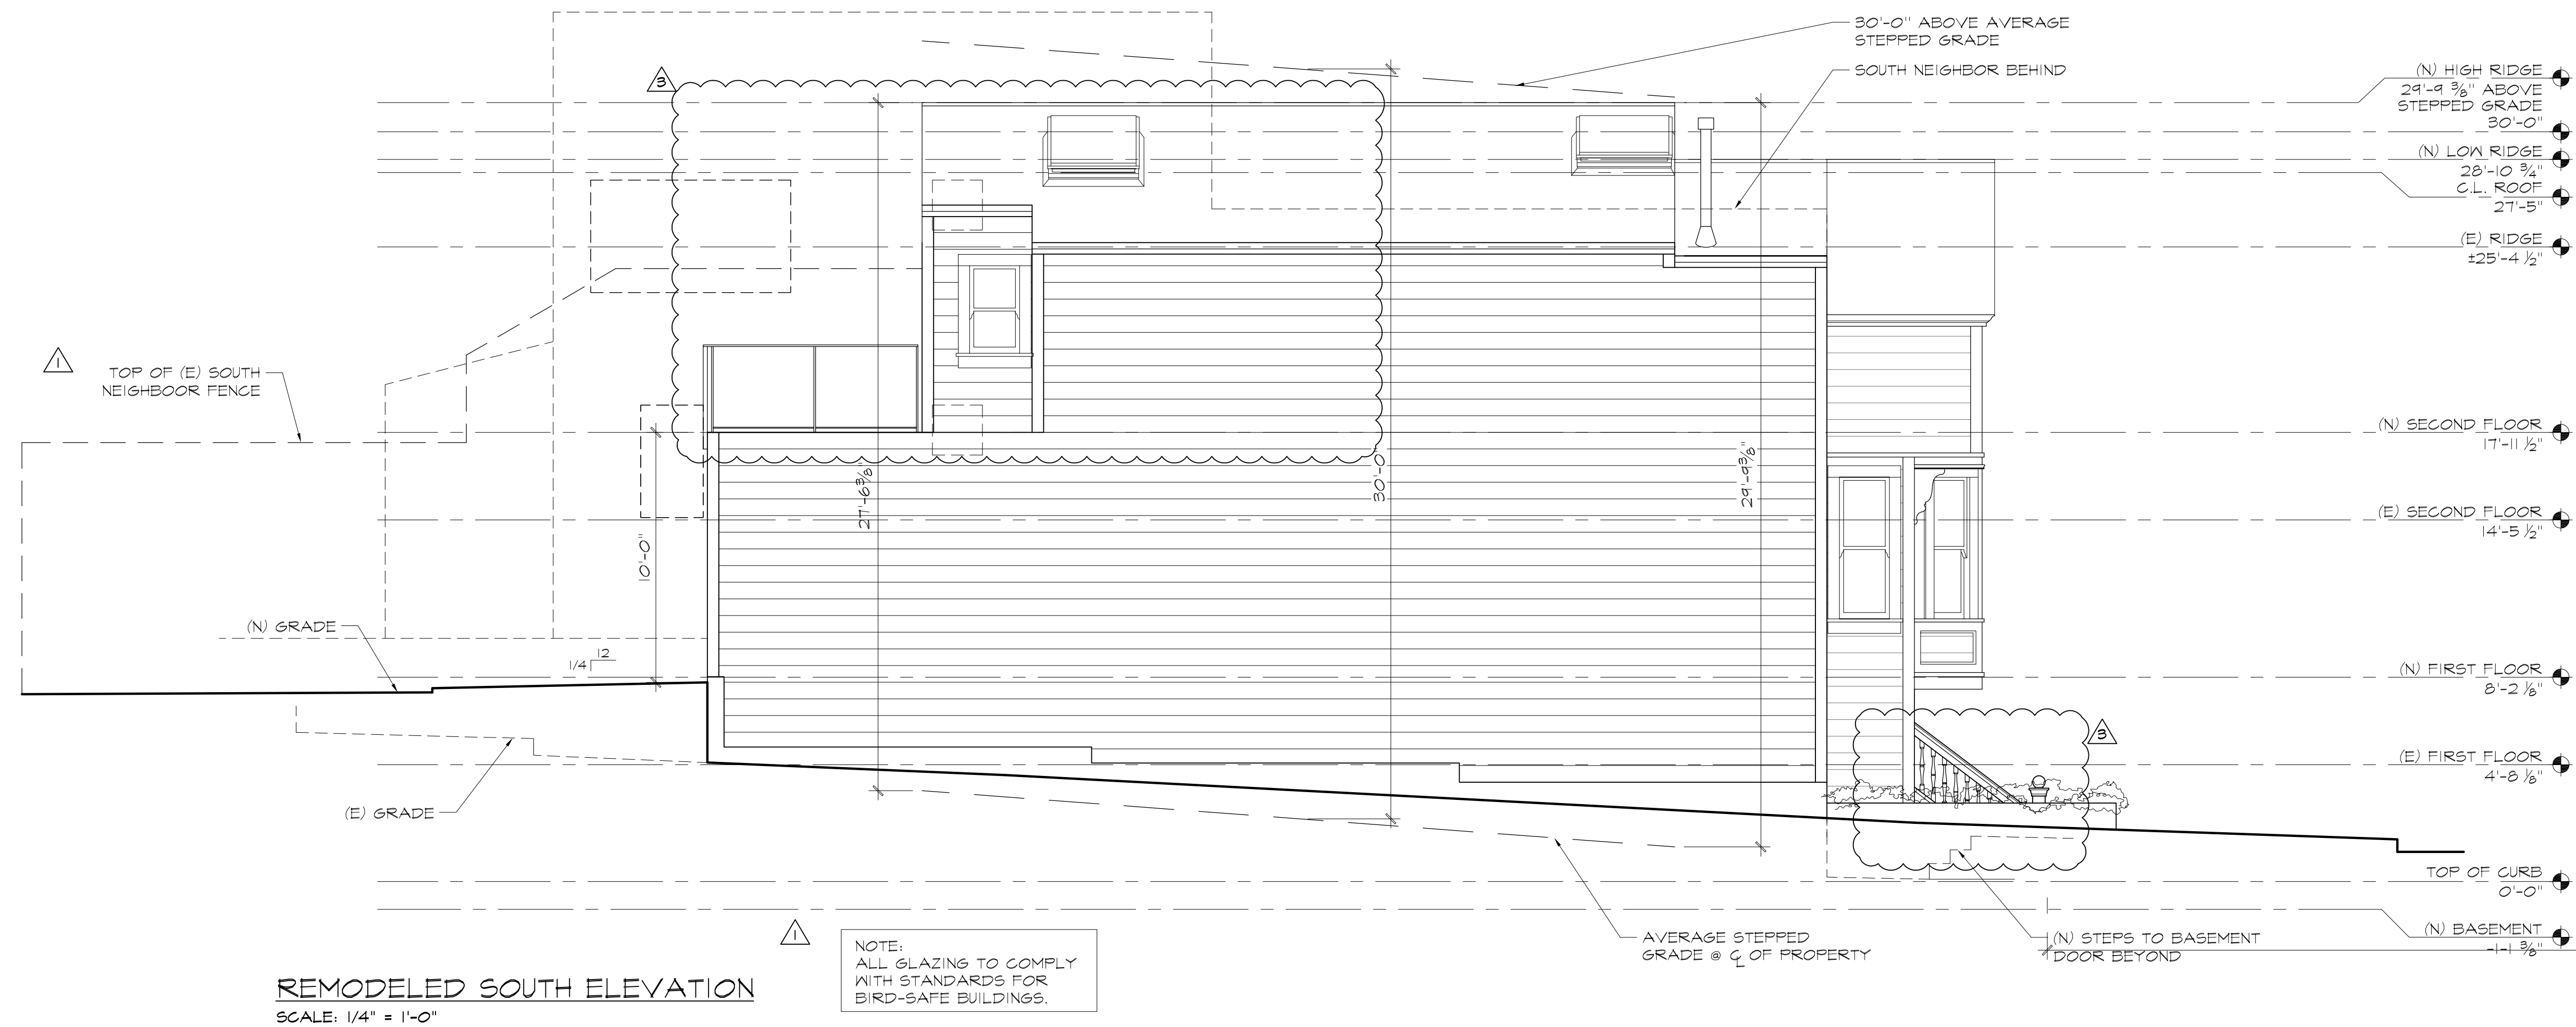 30'-0" ABOVE AVERAGE
STEPPED GRADE
SOUTH NEIGHBOR BEHIND
(N) HIGH RIDGE
29'-9 3/8" ABOVE
STEPPED GRADE
30'-0"
(N) LOW RIDGE
28'-10 3/4"
C.L. ROOF
27'-5"
(E) RIDGE
±25'-4 1/2"
(N) SECOND FLOOR
17'-11 1/2"
(E) SECOND FLOOR
14'-5 1/2"
(N) FIRST FLOOR
8'-2 1/8"
(E) FIRST FLOOR
4'-8 1/8"
TOP OF CURB
0'-0"
(N) BASEMENT
-1'-1 3/8"
3
1
TOP OF (E) SOUTH
NEIGHBOOR FENCE
27'-6 3/8"
30'-0"
29'-9 3/8"
10'-0"
(N) GRADE
12
1/4
(E) GRADE
3
1
NOTE:
ALL GLAZING TO COMPLY
WITH STANDARDS FOR
BIRD-SAFE BUILDINGS.
AVERAGE STEPPED
GRADE @ ℄ OF PROPERTY
(N) STEPS TO BASEMENT
DOOR BEYOND
REMODELED SOUTH ELEVATION
SCALE: 1/4" = 1'-0"